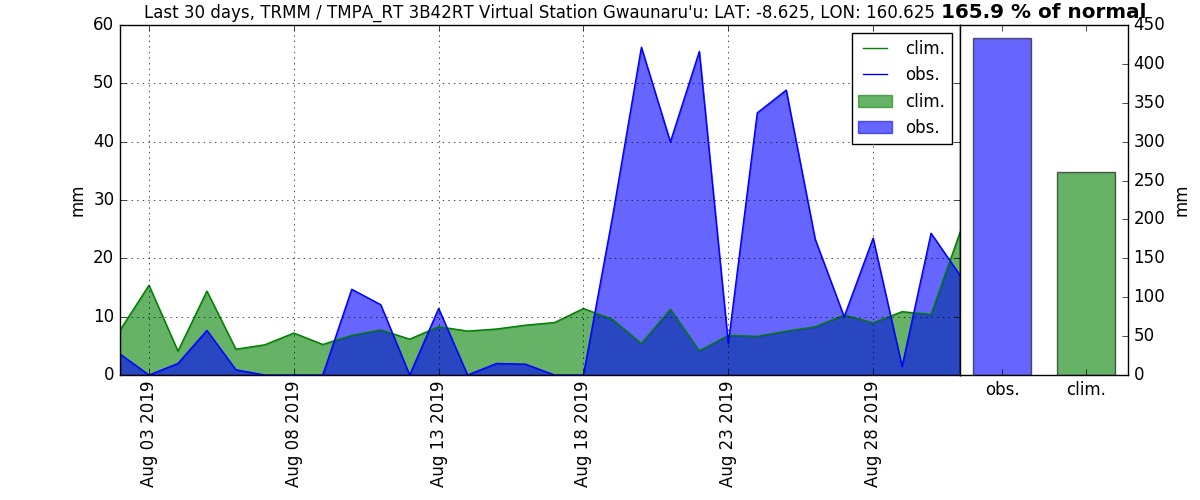 Last 30 days, TRMM / TMPA_RT 3B42RT Virtual Station Gwaunaru'u: LAT: -8.625, LON: 160.625 165.9 % of normal
60
50
40
30
20
10
0
mm
clim.
obs.
clim.
obs.
Aug 03 2019
Aug 08 2019
Aug 13 2019
Aug 18 2019
Aug 23 2019
Aug 28 2019
450
400
350
300
250
200
150
100
50
0
mm
obs.
clim.